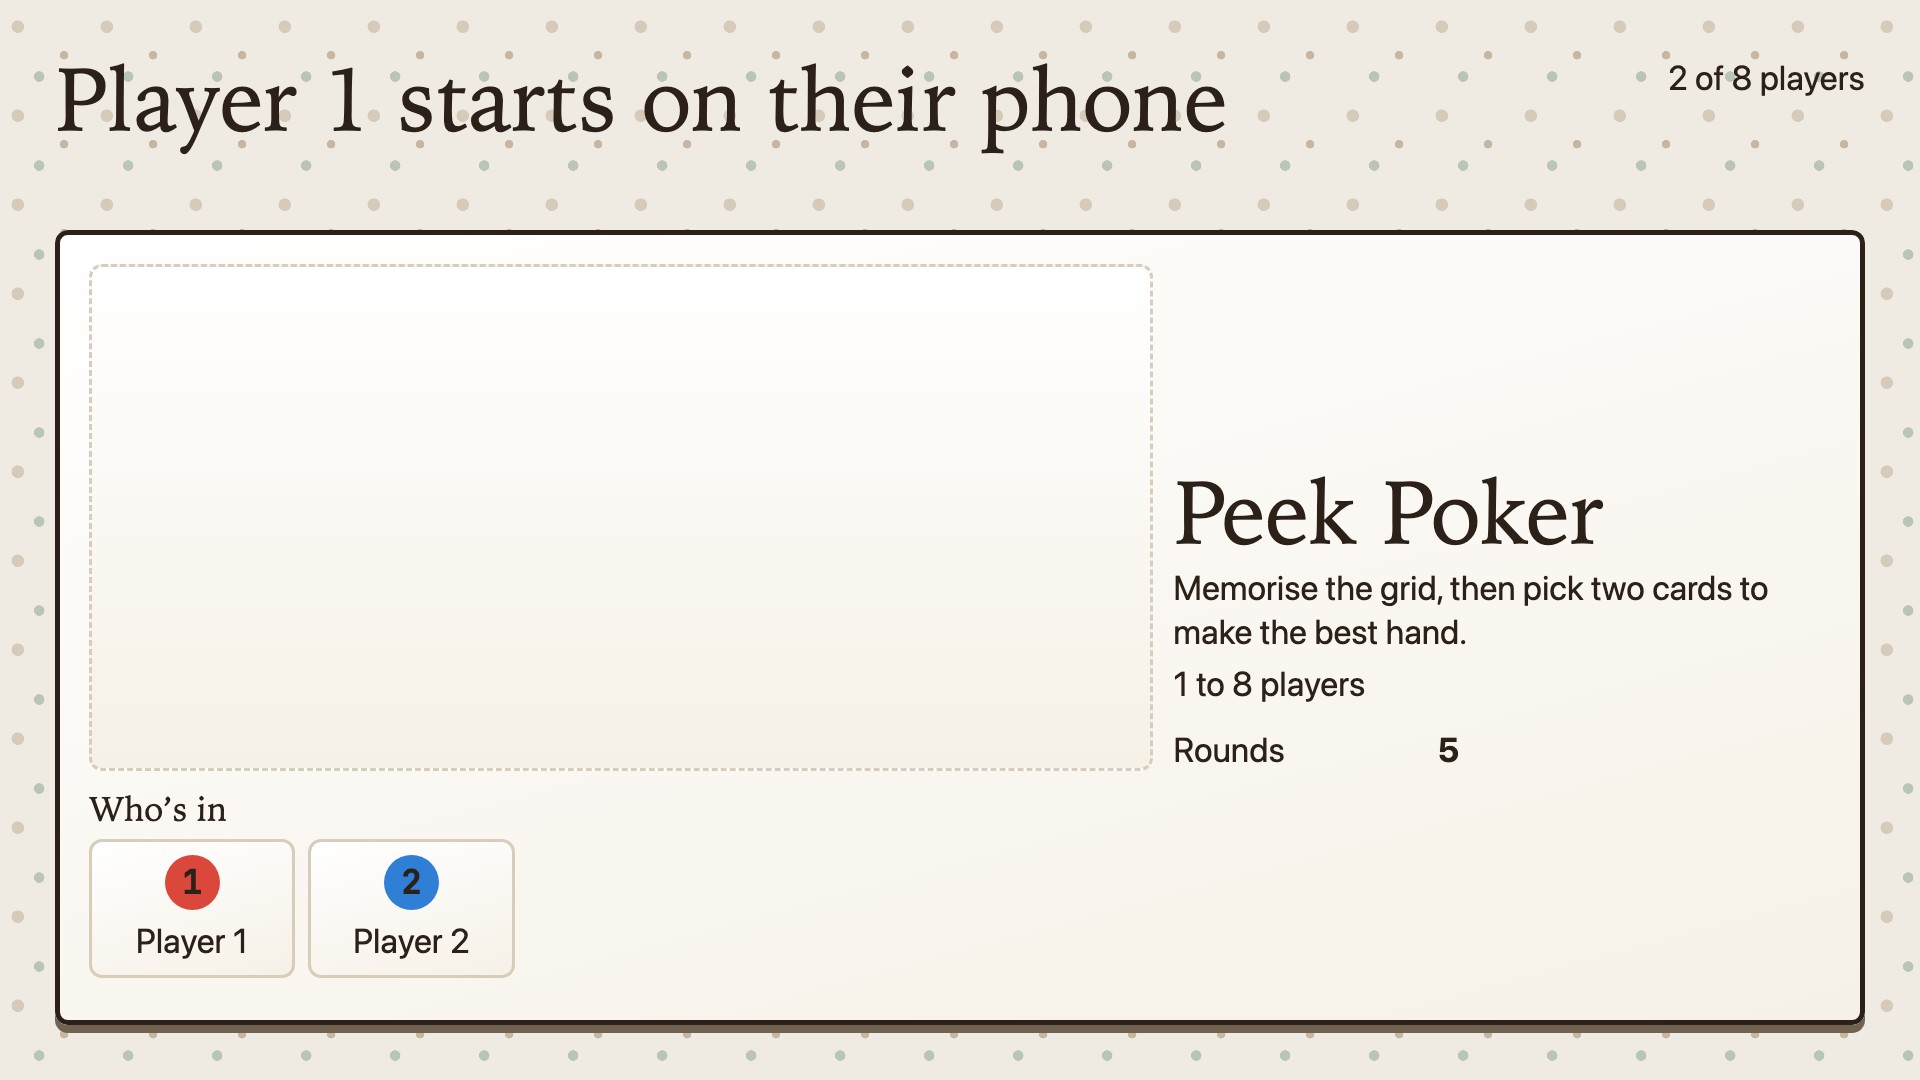 Player 1 starts on their phone
2 of 8 players
Peek Poker
Memorise the grid, then pick two cards to
make the best hand.
1 to 8 players
Rounds 5
Who’s in
1 2
Player 1 Player 2